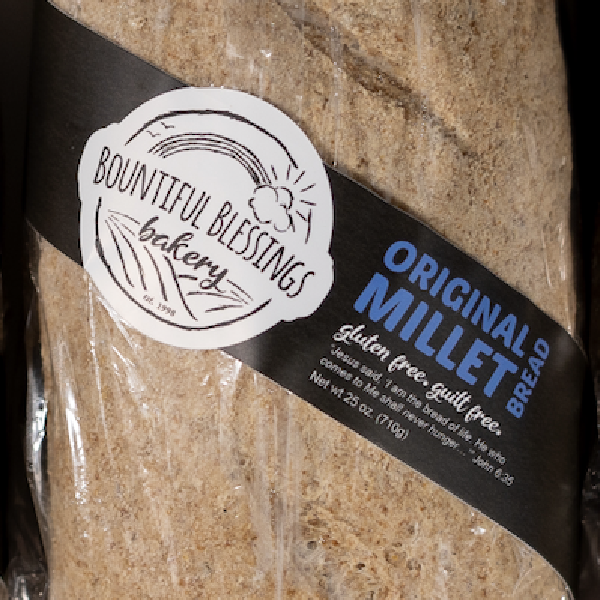 BOUNTIFUL BLESSINGS
bakery
est. 1998
ORIGINAL
MILLET
BREAD
gluten free. guilt free.
"Jesus said, 'I am the bread of life. He who
comes to Me shall never hunger..." John 6:35
Net wt 25 oz. (710g)